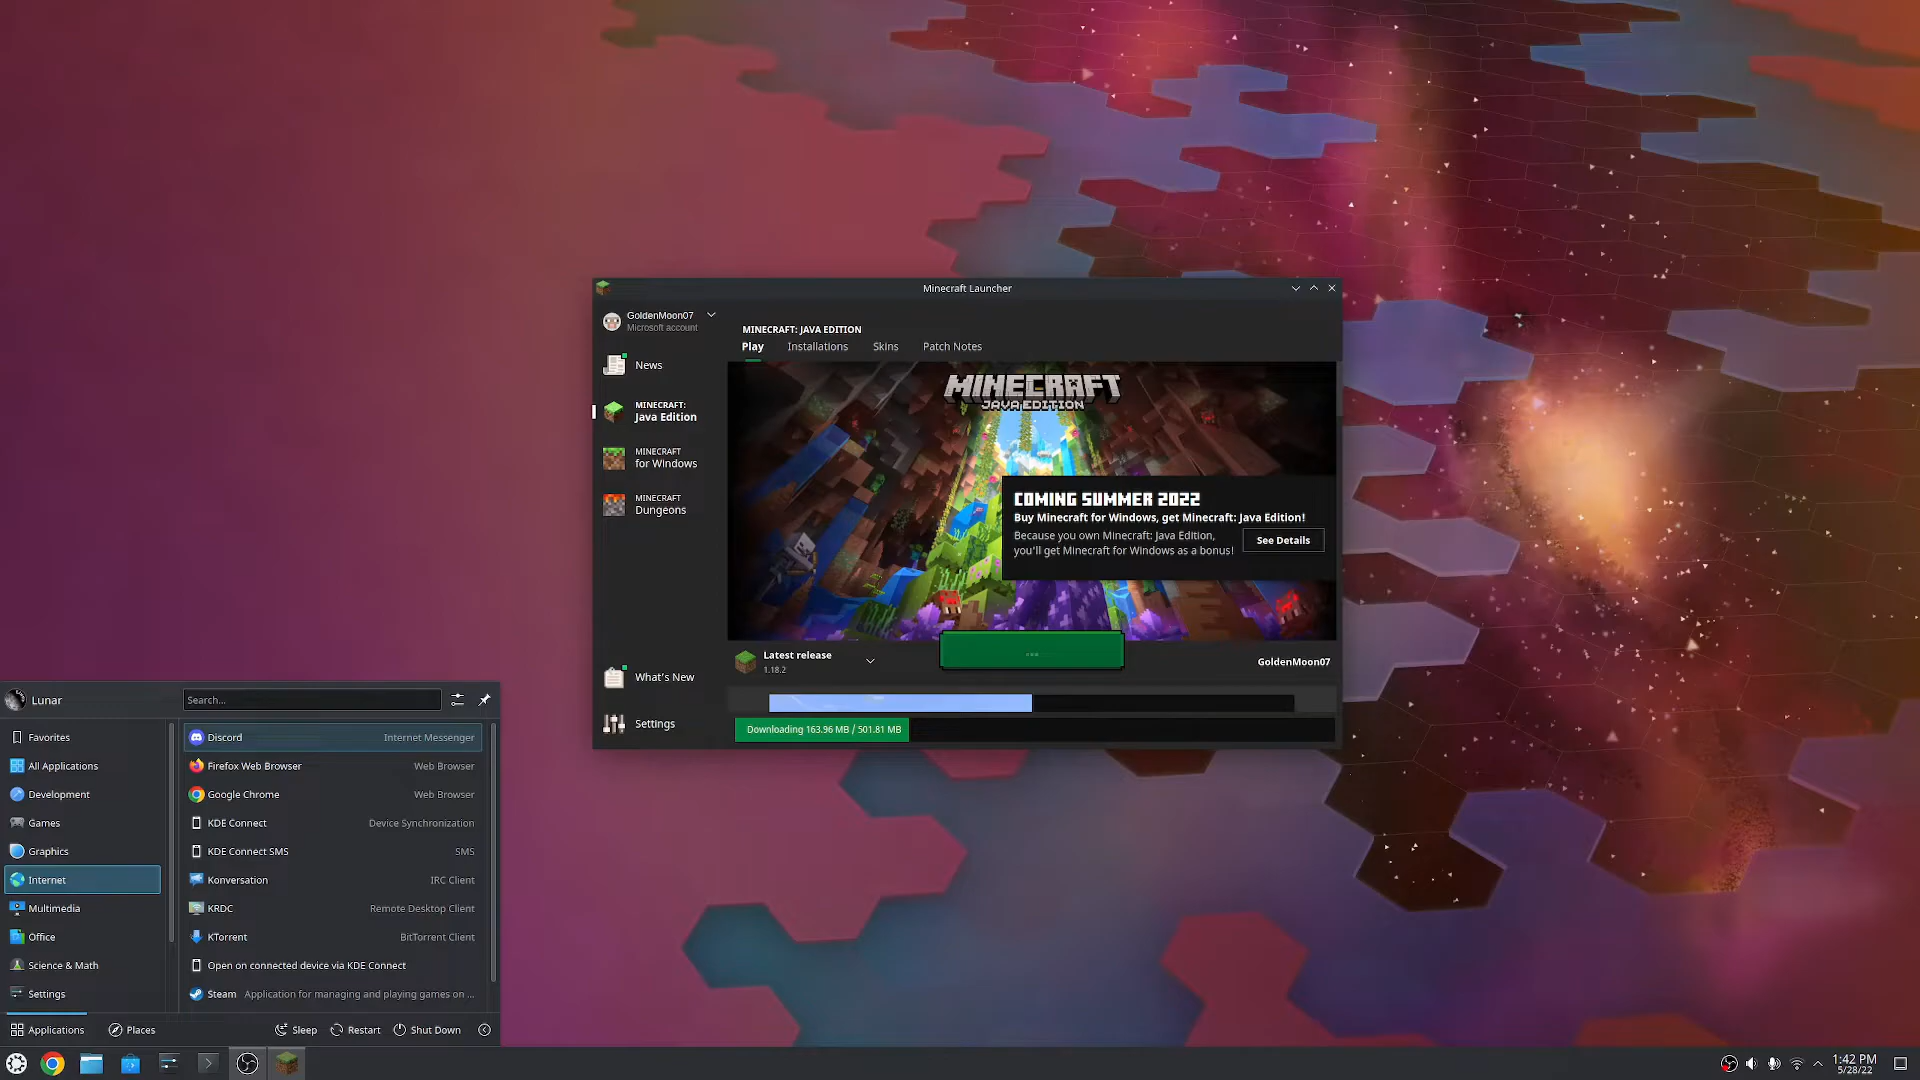 Minecraft Launcher
GoldenMoon07
Microsoft account
News
MINECRAFT:
Java Edition
MINECRAFT
for Windows
MINECRAFT
Dungeons
What's New
Settings
MINECRAFT: JAVA EDITION
Play Installations Skins Patch Notes
MINECRAFT
JAVA EDITION
COMING SUMMER 2022
Buy Minecraft for Windows, get Minecraft: Java Edition!
Because you own Minecraft: Java Edition,
you'll get Minecraft for Windows as a bonus!
See Details
Latest release
1.18.2
...
GoldenMoon07
Downloading 163.96 MB / 501.81 MB
Lunar
Search...
Favorites
All Applications
Development
Games
Graphics
Internet
Multimedia
Office
Science & Math
Settings
Discord Internet Messenger
Firefox Web Browser Web Browser
Google Chrome Web Browser
KDE Connect Device Synchronization
KDE Connect SMS SMS
Konversation IRC Client
KRDC Remote Desktop Client
KTorrent BitTorrent Client
Open on connected device via KDE Connect
Steam Application for managing and playing games on ...
Applications Places Sleep Restart Shut Down
1:42 PM
5/28/22